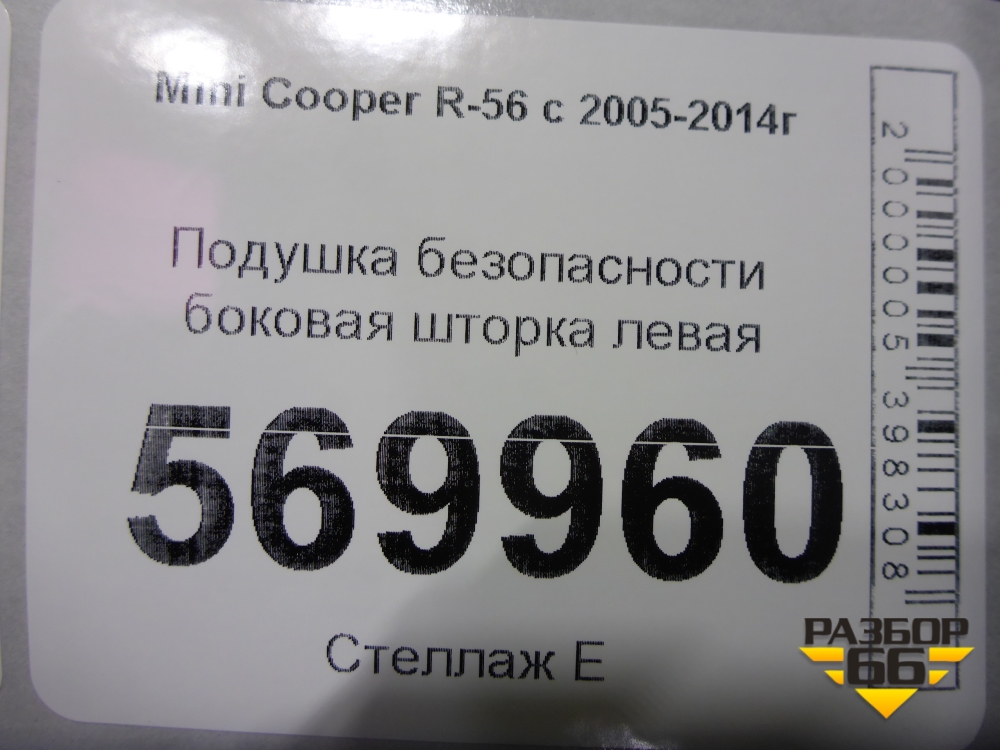 Mini Cooper R-56 с 2005-2014г
Подушка безопасности
боковая шторка левая
569960
Стеллаж Е
2000005398308
РАЗБОР
66